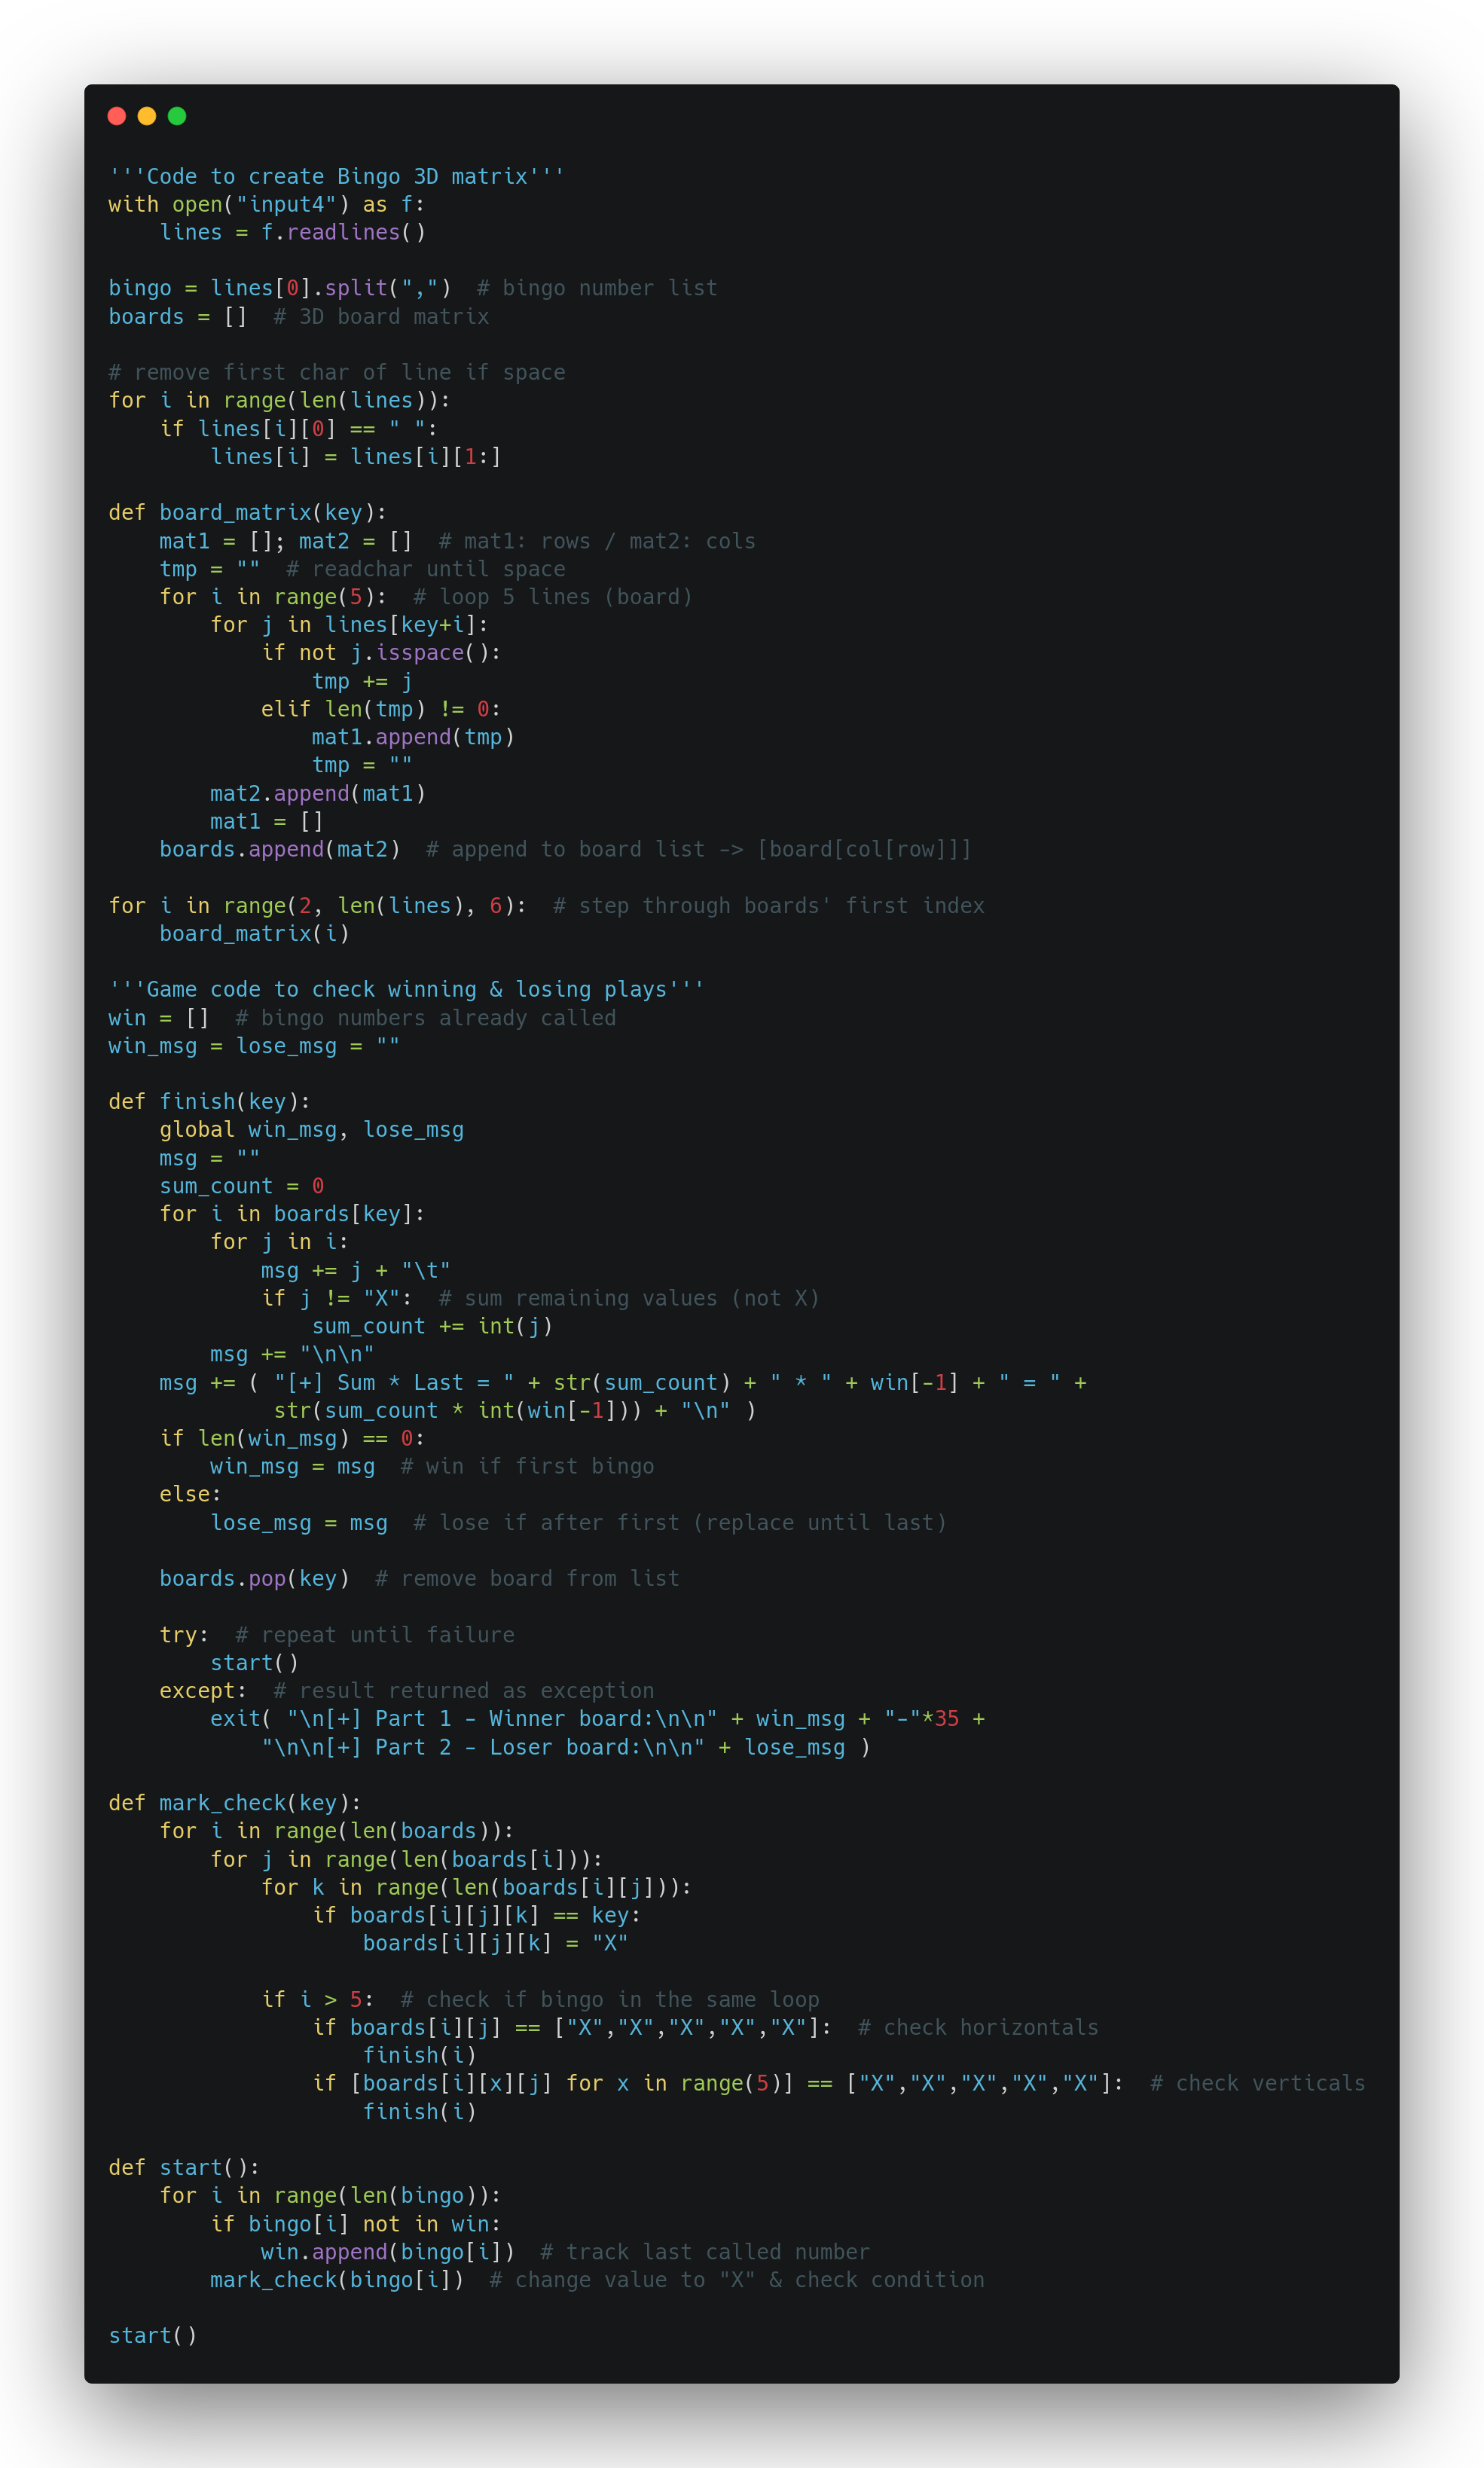 '''Code to create Bingo 3D matrix'''
with open("input4") as f:
    lines = f.readlines()

bingo = lines[0].split(",")  # bingo number list
boards = []  # 3D board matrix

# remove first char of line if space
for i in range(len(lines)):
    if lines[i][0] == " ":
        lines[i] = lines[i][1:]

def board_matrix(key):
    mat1 = []; mat2 = []  # mat1: rows / mat2: cols
    tmp = ""  # readchar until space
    for i in range(5):  # loop 5 lines (board)
        for j in lines[key+i]:
            if not j.isspace():
                tmp += j
            elif len(tmp) != 0:
                mat1.append(tmp)
                tmp = ""
        mat2.append(mat1)
        mat1 = []
    boards.append(mat2)  # append to board list -> [board[col[row]]]

for i in range(2, len(lines), 6):  # step through boards' first index
    board_matrix(i)

'''Game code to check winning & losing plays'''
win = []  # bingo numbers already called
win_msg = lose_msg = ""

def finish(key):
    global win_msg, lose_msg
    msg = ""
    sum_count = 0
    for i in boards[key]:
        for j in i:
            msg += j + "\t"
            if j != "X":  # sum remaining values (not X)
                sum_count += int(j)
        msg += "\n\n"
    msg += ( "[+] Sum * Last = " + str(sum_count) + " * " + win[-1] + " = " +
             str(sum_count * int(win[-1])) + "\n" )
    if len(win_msg) == 0:
        win_msg = msg  # win if first bingo
    else:
        lose_msg = msg  # lose if after first (replace until last)

    boards.pop(key)  # remove board from list

    try:  # repeat until failure
        start()
    except:  # result returned as exception
        exit( "\n[+] Part 1 - Winner board:\n\n" + win_msg + "-"*35 +
            "\n\n[+] Part 2 - Loser board:\n\n" + lose_msg )

def mark_check(key):
    for i in range(len(boards)):
        for j in range(len(boards[i])):
            for k in range(len(boards[i][j])):
                if boards[i][j][k] == key:
                    boards[i][j][k] = "X"

            if i > 5:  # check if bingo in the same loop
                if boards[i][j] == ["X","X","X","X","X"]:  # check horizontals
                    finish(i)
                if [boards[i][x][j] for x in range(5)] == ["X","X","X","X","X"]:  # check verticals
                    finish(i)

def start():
    for i in range(len(bingo)):
        if bingo[i] not in win:
            win.append(bingo[i])  # track last called number
        mark_check(bingo[i])  # change value to "X" & check condition

start()